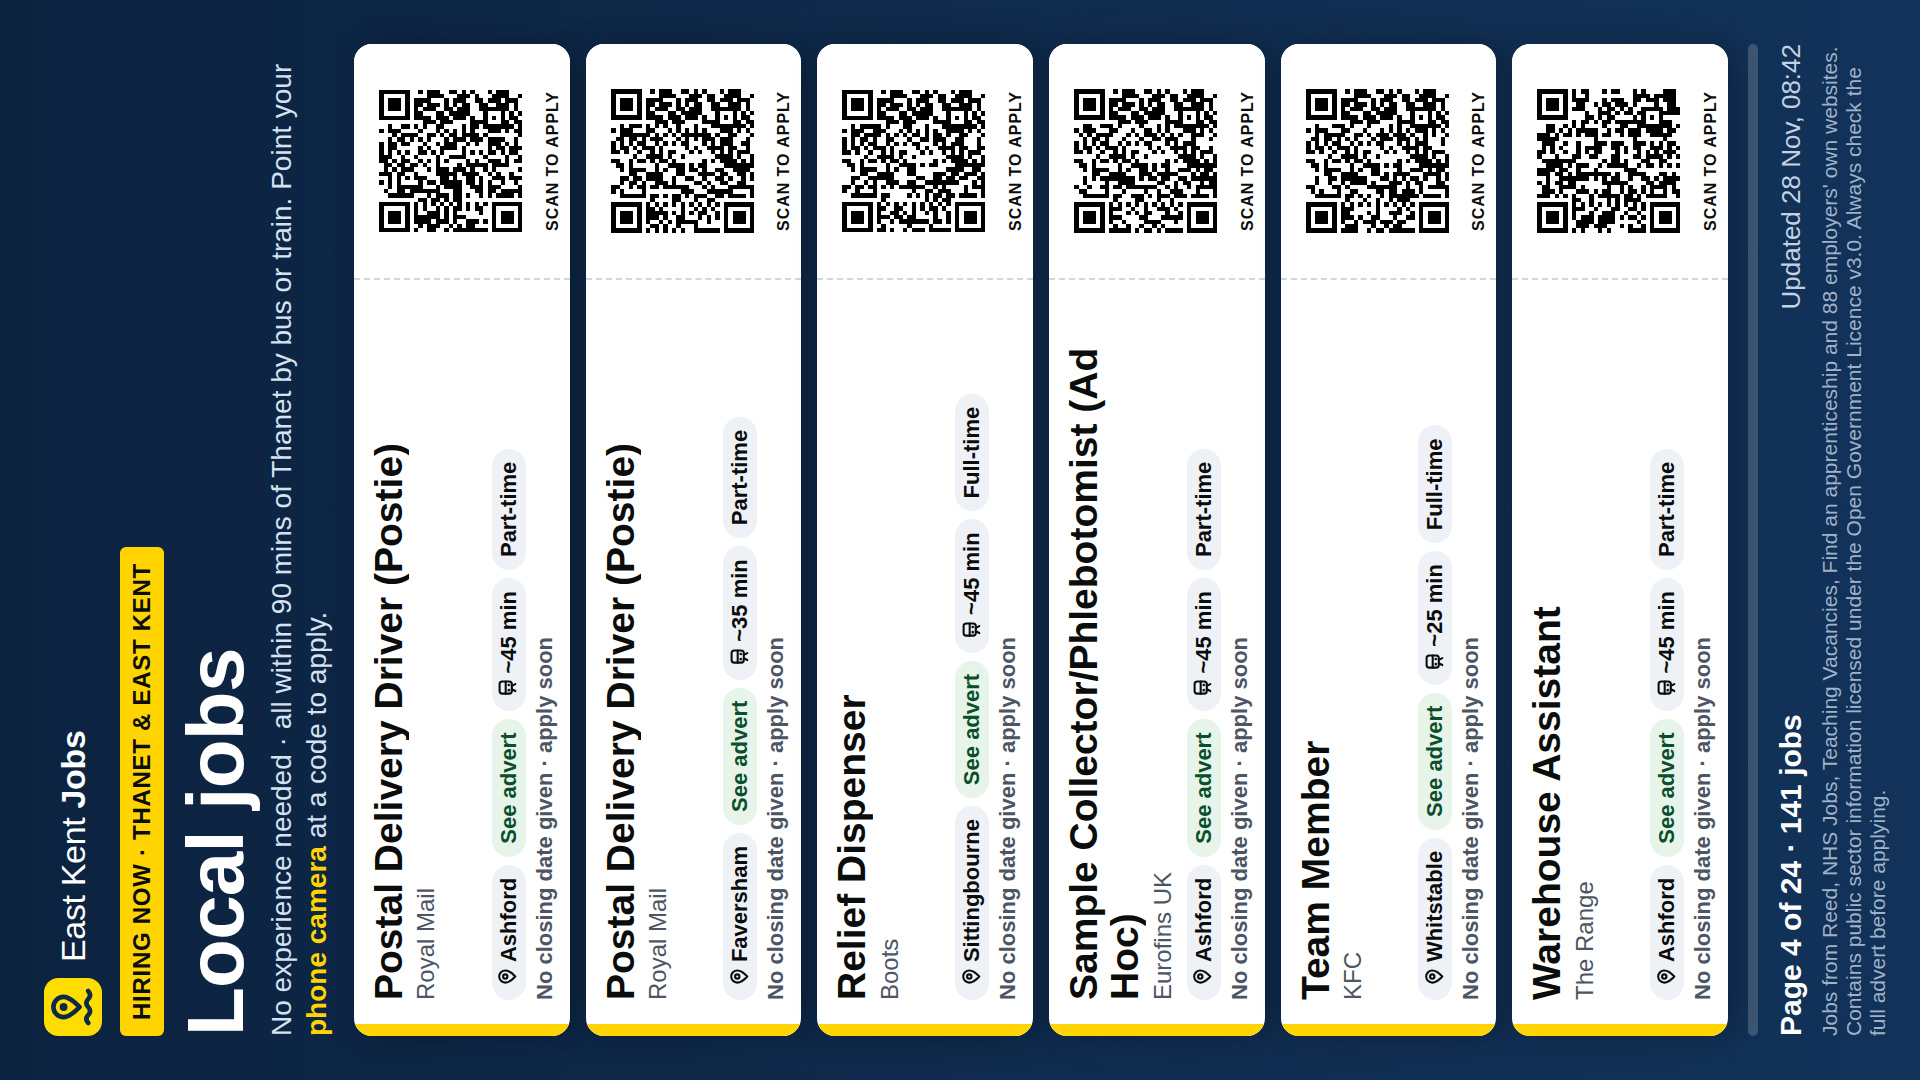 East Kent Jobs
HIRING NOW · THANET & EAST KENT
Local jobs
No experience needed · all within 90 mins of Thanet by bus or train. Point your
phone camera at a code to apply.
Postal Delivery Driver (Postie)
Royal Mail
Ashford See advert ~45 min Part-time
No closing date given · apply soon
SCAN TO APPLY
Postal Delivery Driver (Postie)
Royal Mail
Faversham See advert ~35 min Part-time
No closing date given · apply soon
SCAN TO APPLY
Relief Dispenser
Boots
Sittingbourne See advert ~45 min Full-time
No closing date given · apply soon
SCAN TO APPLY
Sample Collector/Phlebotomist (Ad
Hoc)
Eurofins UK
Ashford See advert ~45 min Part-time
No closing date given · apply soon
SCAN TO APPLY
Team Member
KFC
Whitstable See advert ~25 min Full-time
No closing date given · apply soon
SCAN TO APPLY
Warehouse Assistant
The Range
Ashford See advert ~45 min Part-time
No closing date given · apply soon
SCAN TO APPLY
Page 4 of 24 · 141 jobs Updated 28 Nov, 08:42
Jobs from Reed, NHS Jobs, Teaching Vacancies, Find an apprenticeship and 88 employers' own websites.
Contains public sector information licensed under the Open Government Licence v3.0. Always check the
full advert before applying.